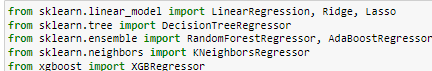 from sklearn.linear_model import LinearRegression, Ridge, Lasso
from sklearn.tree import DecisionTreeRegressor
from sklearn.ensemble import RandomForestRegressor, AdaBoostRegressor
from sklearn.neighbors import KNeighborsRegressor
from xgboost import XGBRegressor